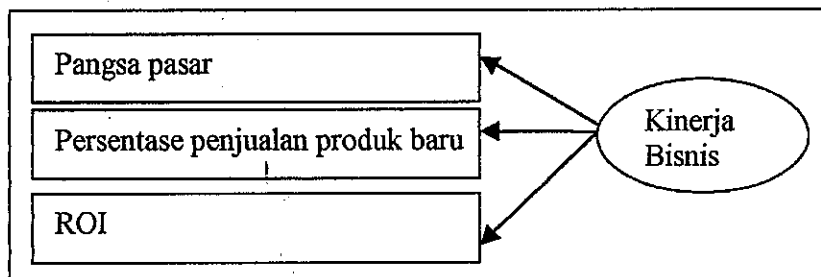 Pangsa pasar
Persentase penjualan produk baru
ROI
Kinerja
Bisnis